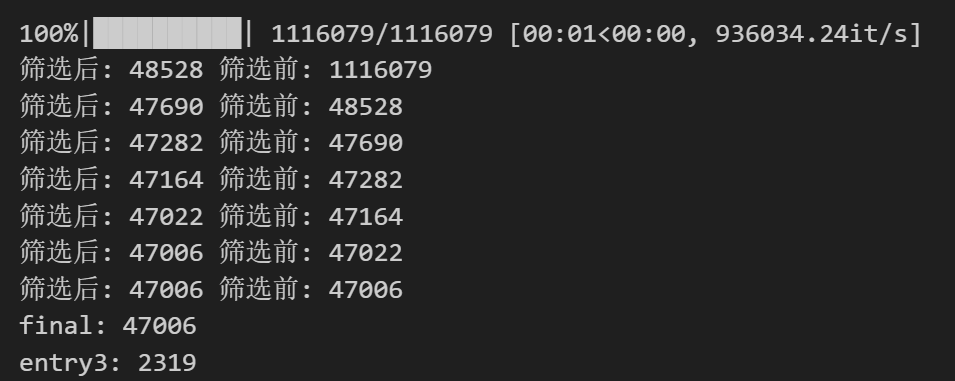 100%|██████████| 1116079/1116079 [00:01<00:00, 936034.24it/s]
筛选后: 48528 筛选前: 1116079
筛选后: 47690 筛选前: 48528
筛选后: 47282 筛选前: 47690
筛选后: 47164 筛选前: 47282
筛选后: 47022 筛选前: 47164
筛选后: 47006 筛选前: 47022
筛选后: 47006 筛选前: 47006
final: 47006
entry3: 2319